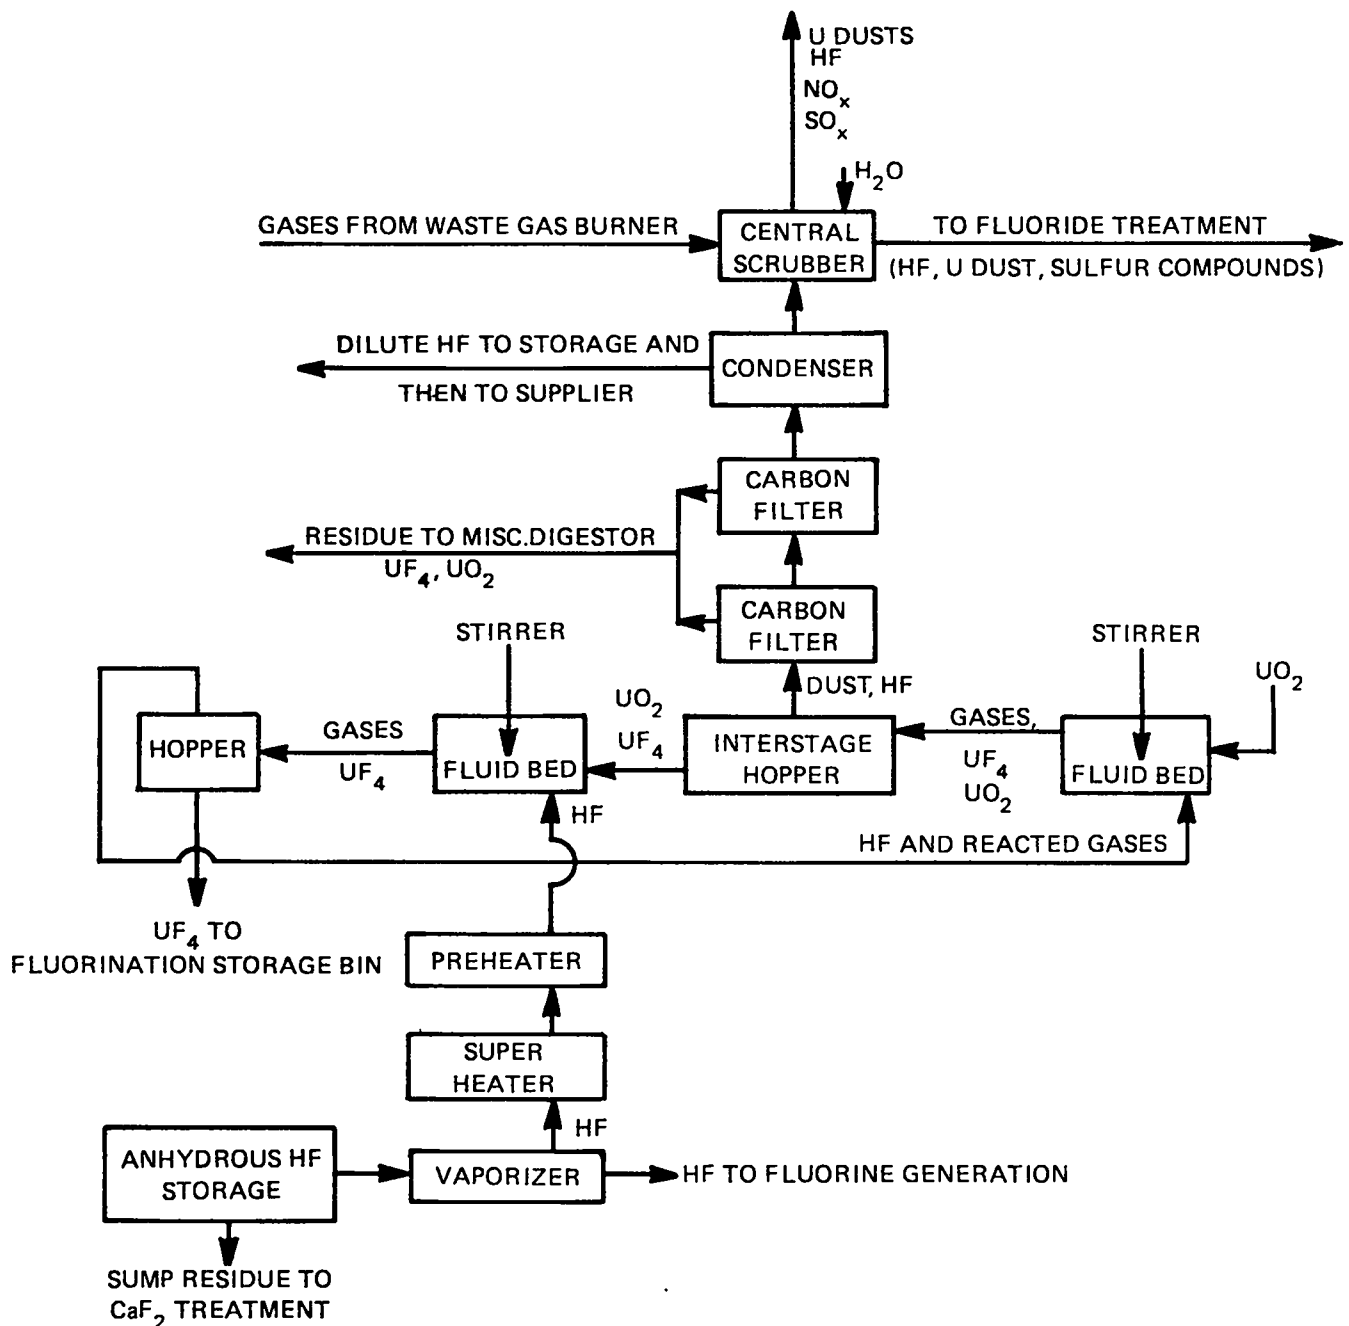 U DUSTS
HF
NOₓ
SOₓ
H₂O
GASES FROM WASTE GAS BURNER
CENTRAL
SCRUBBER
TO FLUORIDE TREATMENT
(HF, U DUST, SULFUR COMPOUNDS)
DILUTE HF TO STORAGE AND
THEN TO SUPPLIER
CONDENSER
CARBON
FILTER
RESIDUE TO MISC.DIGESTOR
UF₄, UO₂
CARBON
FILTER
STIRRER
STIRRER
DUST, HF
UO₂
HOPPER
GASES
UF₄
FLUID BED
UO₂
UF₄
INTERSTAGE
HOPPER
GASES,
UF₄
UO₂
FLUID BED
HF
HF AND REACTED GASES
UF₄ TO
FLUORINATION STORAGE BIN
PREHEATER
SUPER
HEATER
HF
ANHYDROUS HF
STORAGE
VAPORIZER
HF TO FLUORINE GENERATION
SUMP RESIDUE TO
CaF₂ TREATMENT